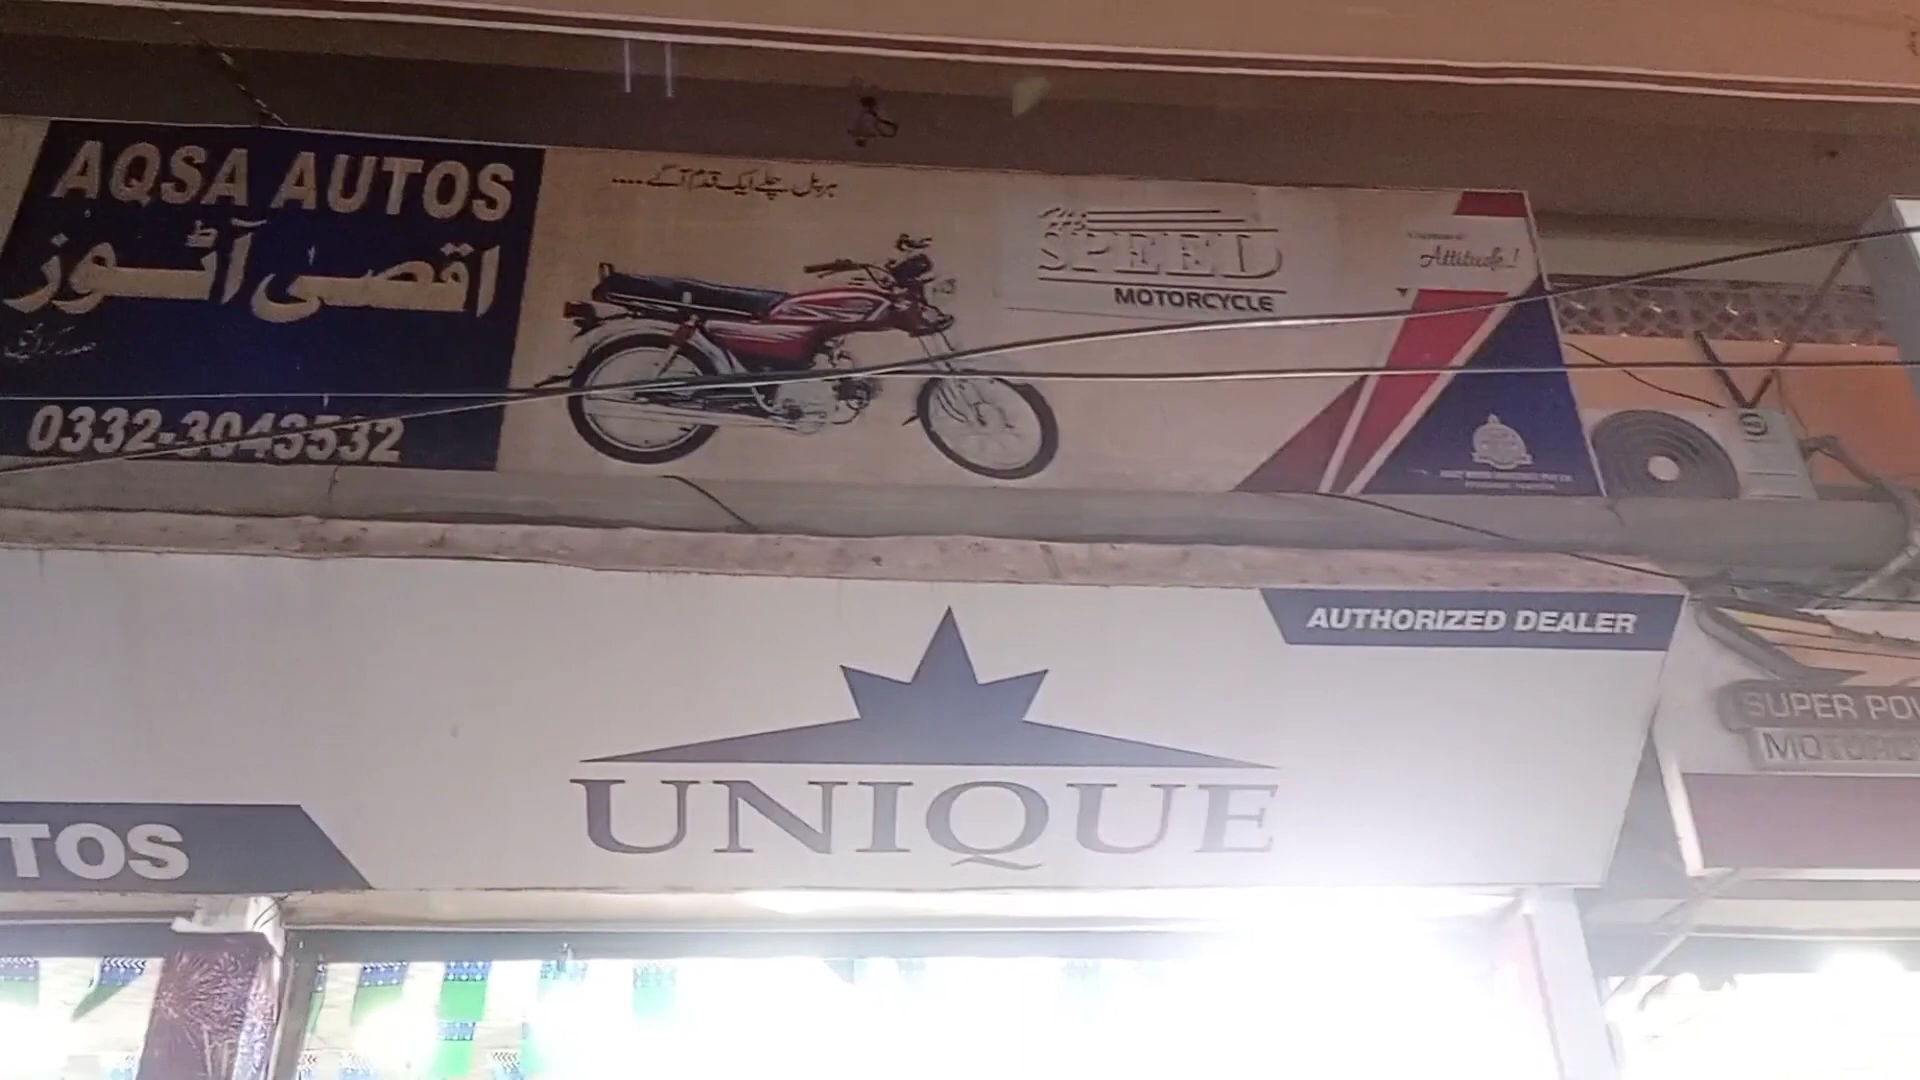 AQSA AUTOS
اقصیٰ آٹوز
0332-3043532
ہر پل چلے ایک قدم آگے....
SPEED
MOTORCYCLE
Attitude!
AUTHORIZED DEALER
UNIQUE
TOS
SUPER POW
MOTORC